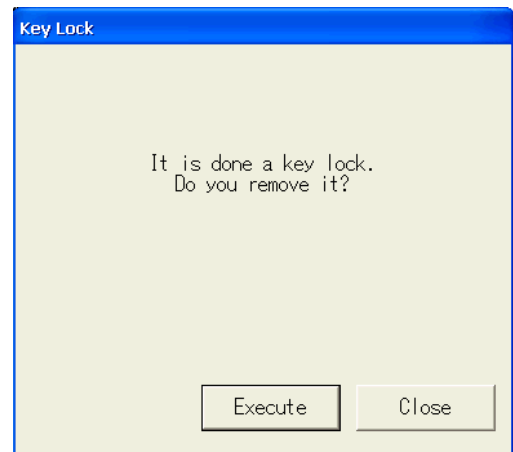 Key Lock
It is done a key lock.
Do you remove it?
Execute
Close